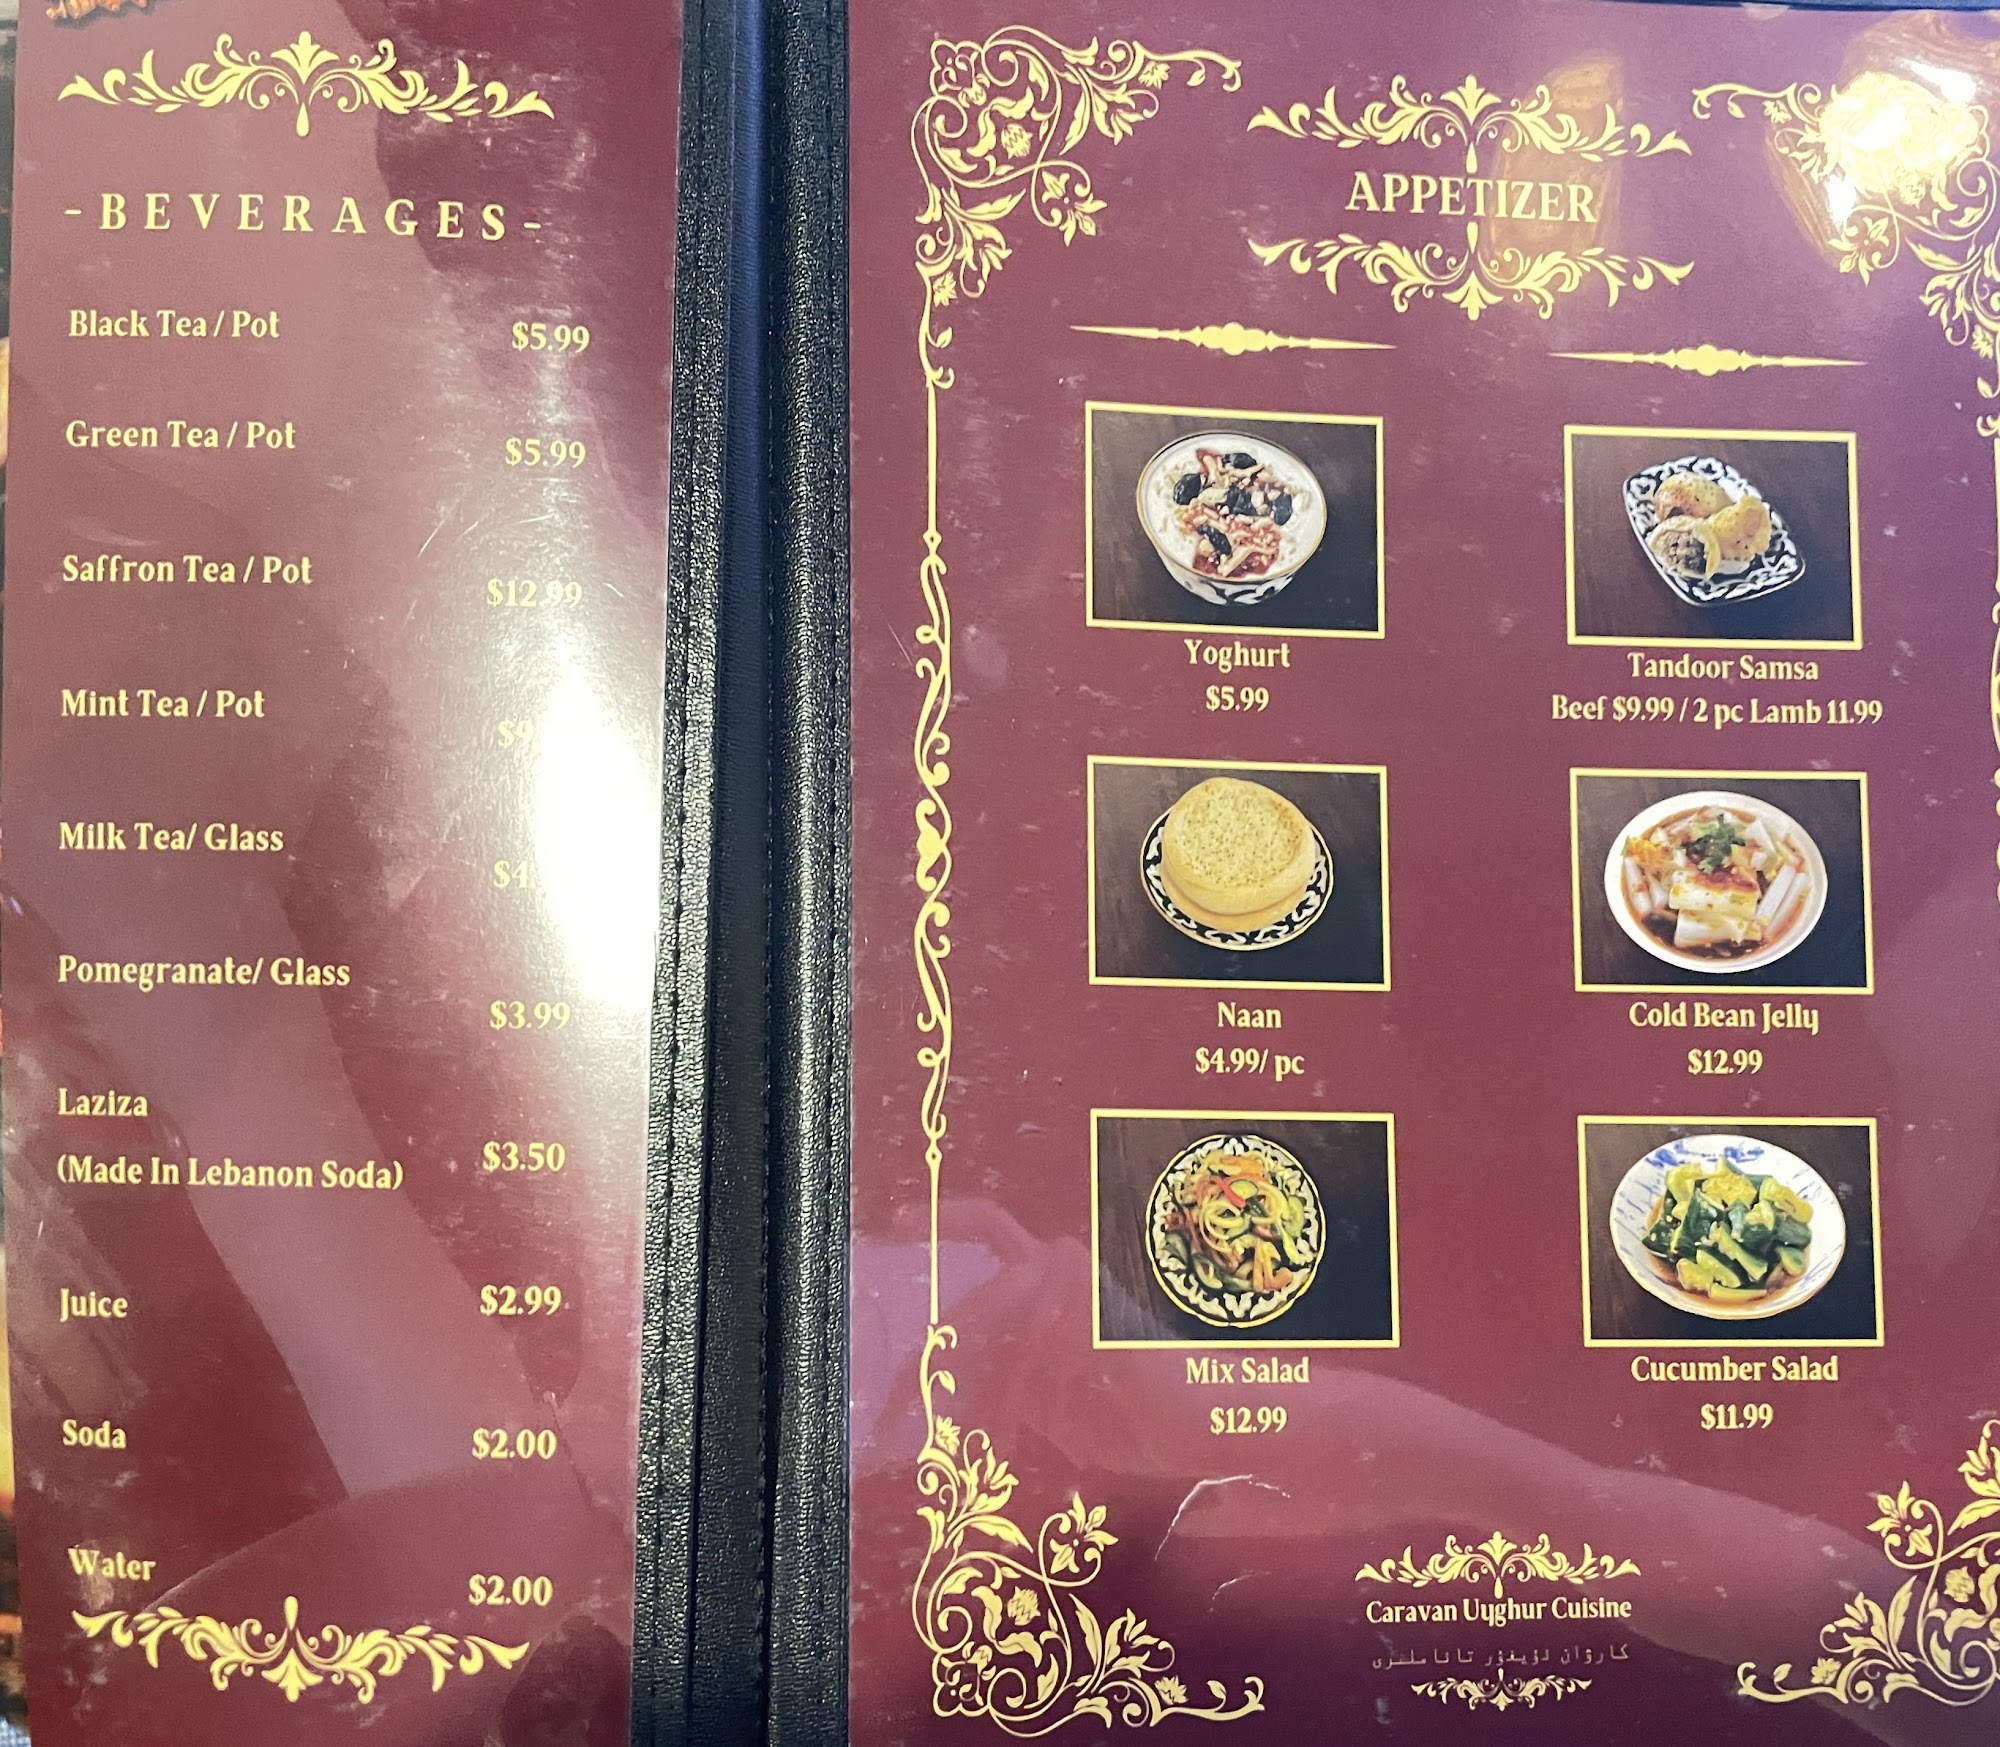 -BEVERAGES-
Black Tea / Pot $5.99
Green Tea / Pot $5.99
Saffron Tea / Pot $12.99
Mint Tea / Pot
Milk Tea/ Glass
Pomegranate/ Glass $3.99
Laziza
(Made In Lebanon Soda) $3.50
Juice $2.99
Soda $2.00
Water $2.00
APPETIZER
Yoghurt
$5.99
Tandoor Samsa
Beef $9.99 / 2 pc Lamb 11.99
Naan
$4.99/ pc
Cold Bean Jelly
$12.99
Mix Salad
$12.99
Cucumber Salad
$11.99
Caravan Uyghur Cuisine
كارۋان ئۇيغۇر تائاملىرى